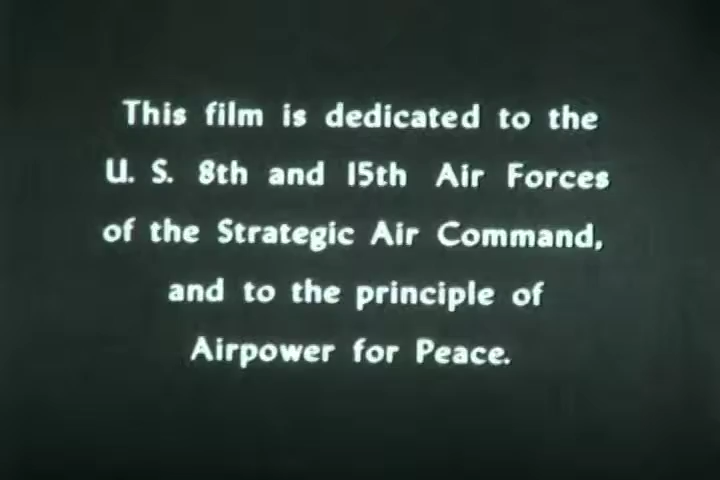 This film is dedicated to the
U. S. 8th and 15th Air Forces
of the Strategic Air Command,
and to the principle of
Airpower for Peace.